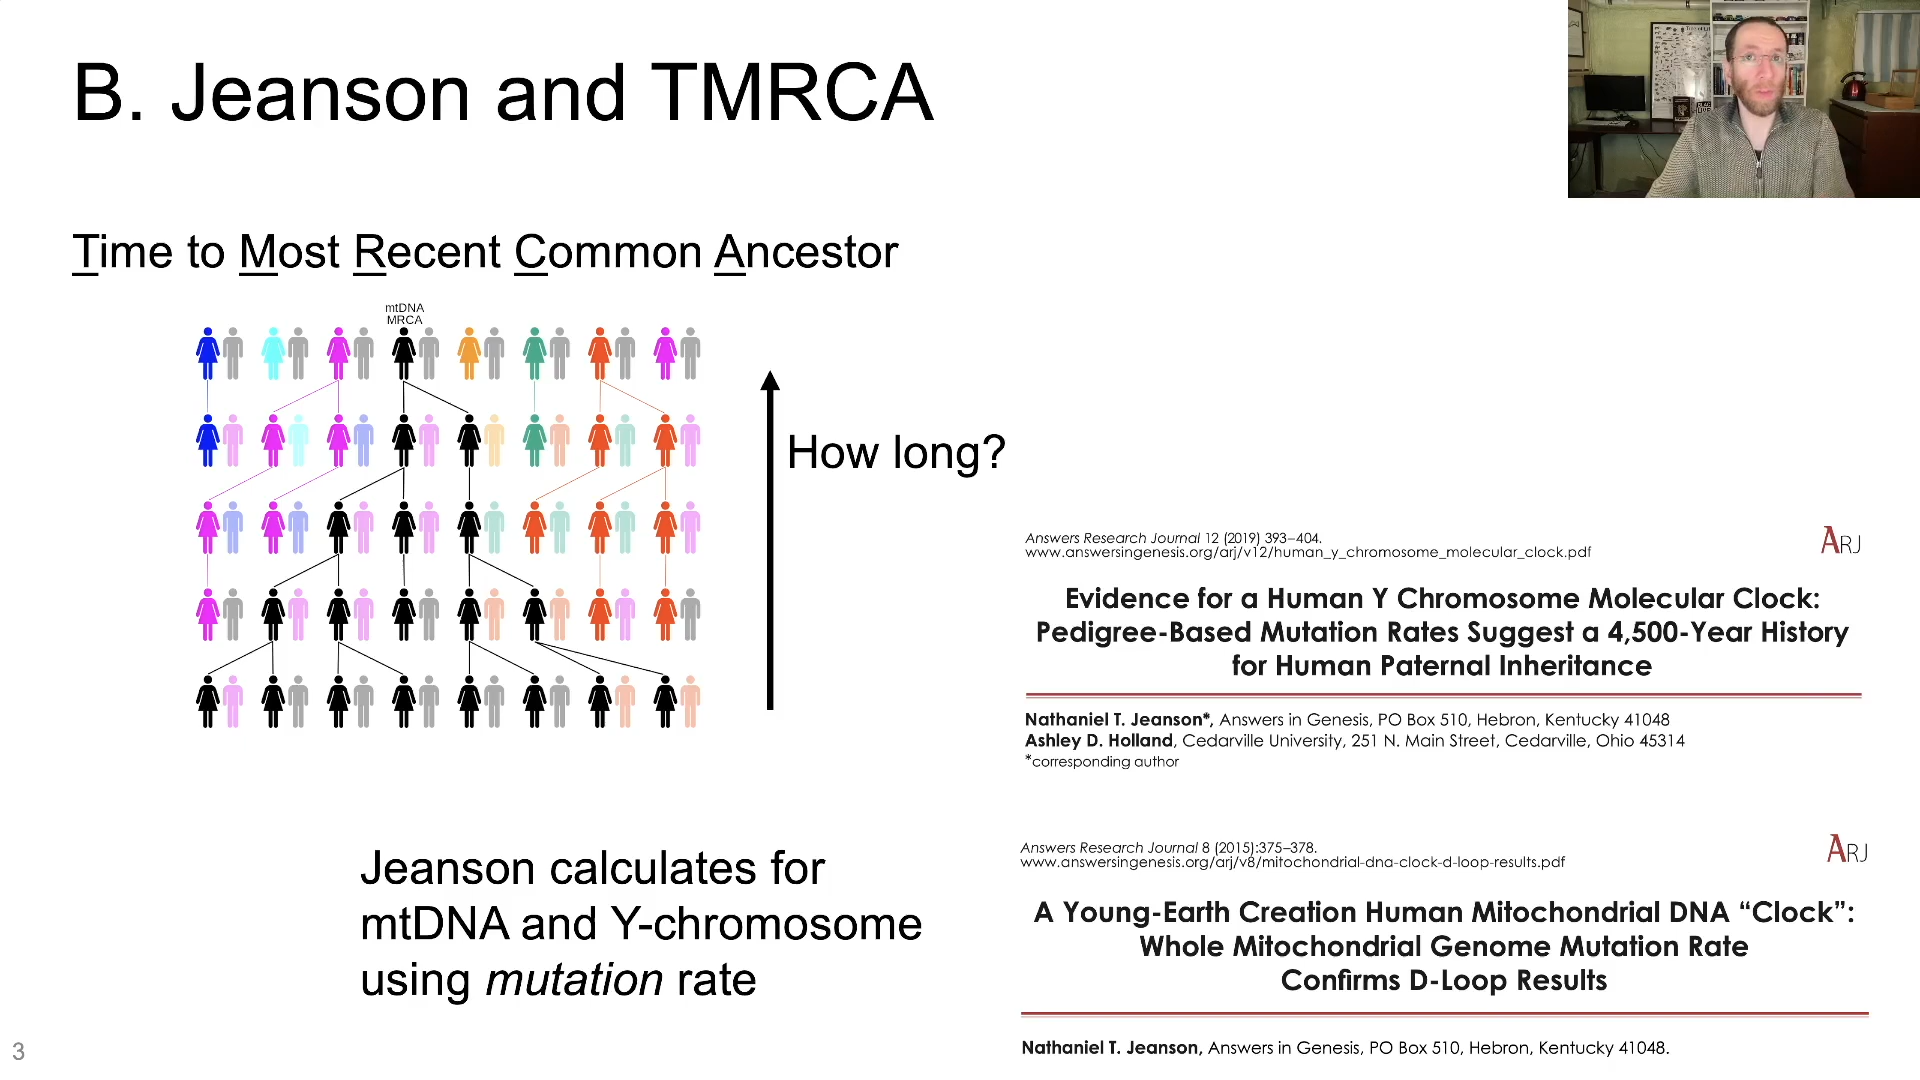 B. Jeanson and TMRCA
Time to Most Recent Common Ancestor
mtDNA
MRCA
How long?
Answers Research Journal 12 (2019) 393–404.
www.answersingenesis.org/arj/v12/human_y_chromosome_molecular_clock.pdf
ARJ
Evidence for a Human Y Chromosome Molecular Clock:
Pedigree-Based Mutation Rates Suggest a 4,500-Year History
for Human Paternal Inheritance
Nathaniel T. Jeanson*, Answers in Genesis, PO Box 510, Hebron, Kentucky 41048
Ashley D. Holland, Cedarville University, 251 N. Main Street, Cedarville, Ohio 45314
*corresponding author
Jeanson calculates for
mtDNA and Y-chromosome
using mutation rate
Answers Research Journal 8 (2015):375–378.
www.answersingenesis.org/arj/v8/mitochondrial-dna-clock-d-loop-results.pdf
ARJ
A Young-Earth Creation Human Mitochondrial DNA “Clock”:
Whole Mitochondrial Genome Mutation Rate
Confirms D-Loop Results
Nathaniel T. Jeanson, Answers in Genesis, PO Box 510, Hebron, Kentucky 41048.
3